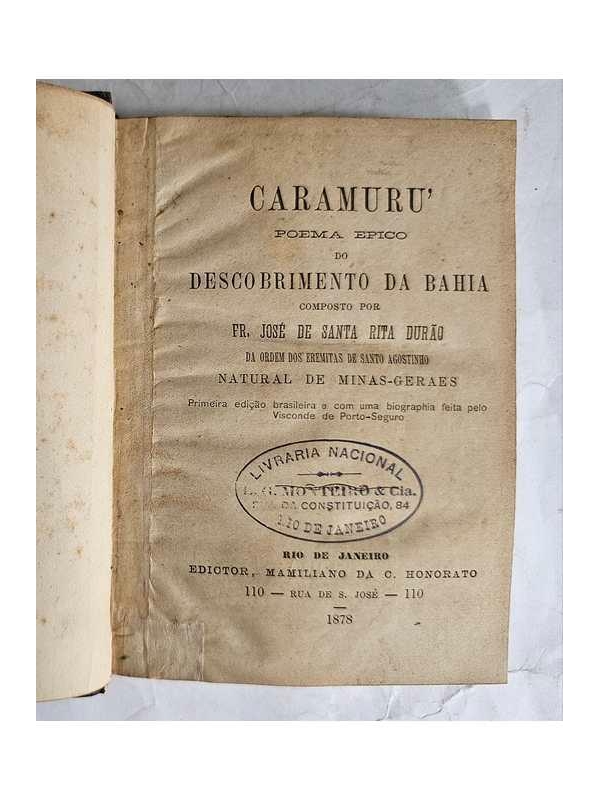 CARAMURU'
POEMA EPICO
DO
DESCOBRIMENTO DA BAHIA
COMPOSTO POR
FR. JOSÉ DE SANTA RITA DURÃO
DA ORDEM DOS EREMITAS DE SANTO AGOSTINHO
NATURAL DE MINAS-GERAES
Primeira edição brasileira e com uma biographia feita pelo
Visconde de Porto-Seguro
LIVRARIA NACIONAL
MONTEIRO & Cia.
DA CONSTITUIÇÃO, 84
RIO DE JANEIRO
RIO DE JANEIRO
EDICTOR, MAMILIANO DA C. HONORATO
110 — RUA DE S. JOSÉ — 110
1878